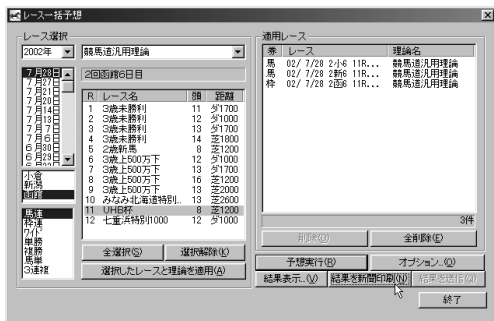 レース一括予想
レース選択
2002年
競馬道汎用理論
7月28日
7月27日
7月21日
7月20日
7月14日
7月13日
7月7日
7月6日
6月30日
6月29日
2回函館6日目
R レース名 頭 距離
1 3歳未勝利 11 ダ1700
2 3歳未勝利 12 ダ1000
3 3歳未勝利 13 ダ1700
4 3歳未勝利 14 芝1800
5 2歳新馬 8 芝1200
6 3歳上500万下 12 ダ1000
7 3歳上500万下 13 ダ1700
8 3歳上500万下 16 芝1200
9 3歳上500万下 13 芝2000
10 みなみ北海道特別.. 13 芝2600
11 UHB杯 8 芝1200
12 七重浜特別1000 12 ダ1000
小倉
新潟
函館
馬連
枠連
ワイド
単勝
複勝
馬単
3連複
全選択(S)
選択解除(K)
選択したレースと理論を適用(A)
適用レース
券 レース 理論名
馬 02/ 7/28 2小6 11R... 競馬道汎用理論
馬 02/ 7/28 2新6 11R... 競馬道汎用理論
枠 02/ 7/28 2函6 11R... 競馬道汎用理論
3件
削除(D)
全削除(E)
予想実行(R)
オプション..(O)
結果表示..(V)
結果を新聞印刷(N)
結果を送信(Q)
終了